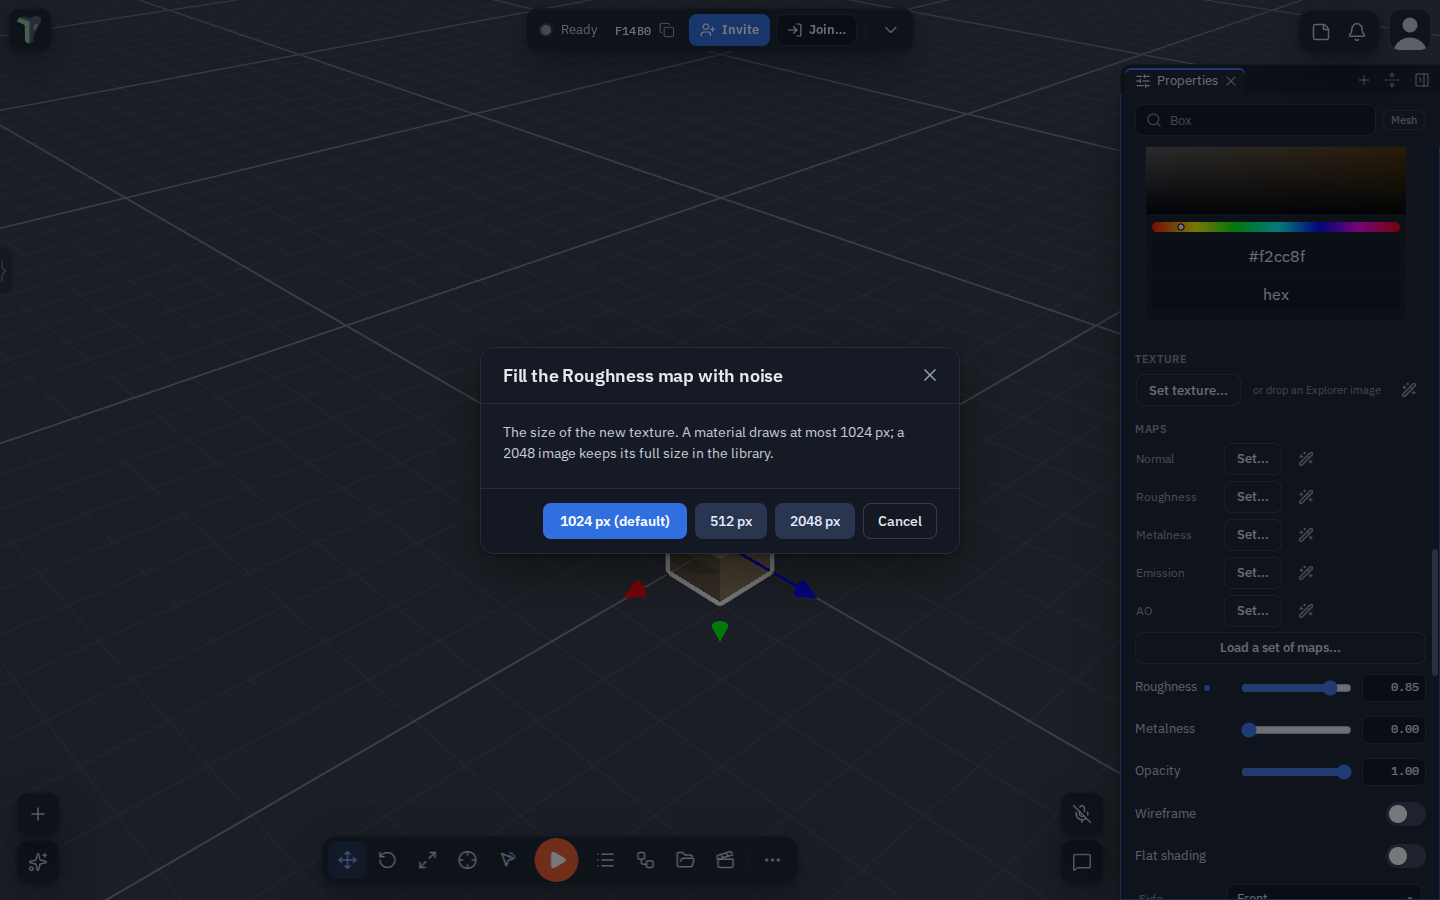 Ready F14B0 Invite Join...
Properties
Box Mesh
#f2cc8f
hex
TEXTURE
Set texture... or drop an Explorer image
MAPS
Normal Set...
Roughness Set...
Metalness Set...
Emission Set...
AO Set...
Load a set of maps...
Roughness 0.85
Metalness 0.00
Opacity 1.00
Wireframe
Flat shading
Side Front
Fill the Roughness map with noise
The size of the new texture. A material draws at most 1024 px; a
2048 image keeps its full size in the library.
1024 px (default) 512 px 2048 px Cancel